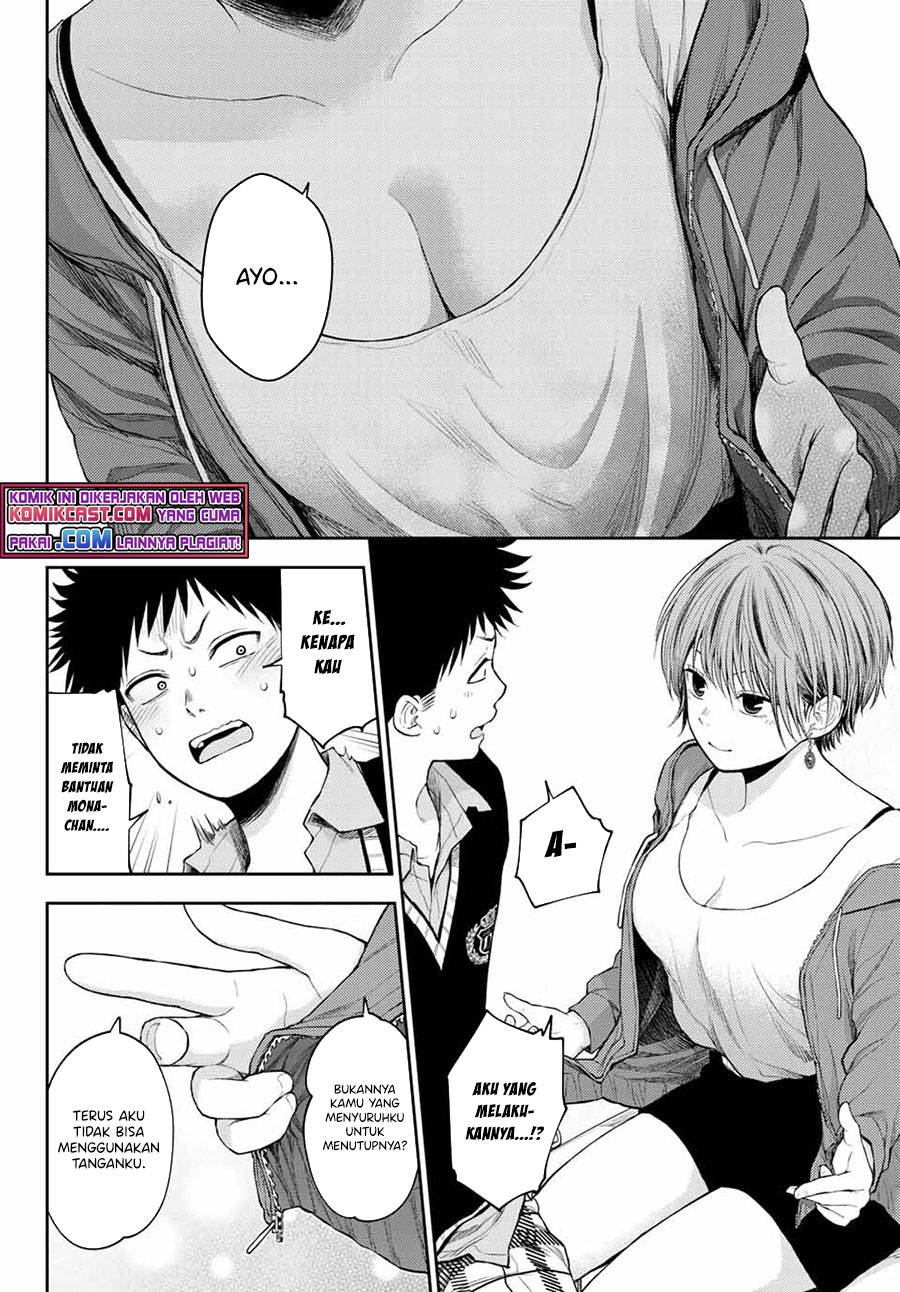 AYO...
KOMIK INI DIKERJAKAN OLEH WEB
KOMIKCAST.COM YANG CUMA
PAKAI .COM LAINNYA PLAGIAT!
A-
AKU YANG
MELAKU-
KANNYA...!?
KE...
KENAPA
KAU
TIDAK
MEMINTA
BANTUAN
MONA-
CHAN....
BUKANNYA
KAMU YANG
MENYURUHKU
UNTUK
MENUTUPNYA?
TERUS AKU
TIDAK BISA
MENGGUNAKAN
TANGANKU.